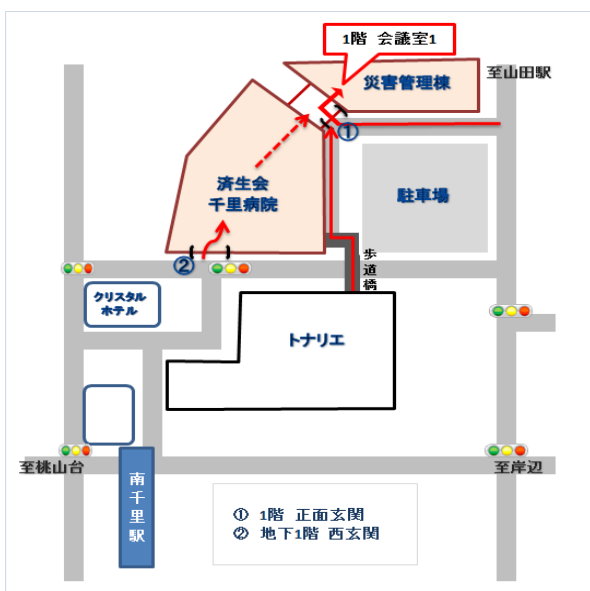 1階 会議室1
災害管理棟
至山田駅
①
済生会
千里病院
駐車場
②
歩道橋
クリスタル
ホテル
トナリエ
至桃山台
南千里駅
至岸辺
① 1階 正面玄関
② 地下1階 西玄関